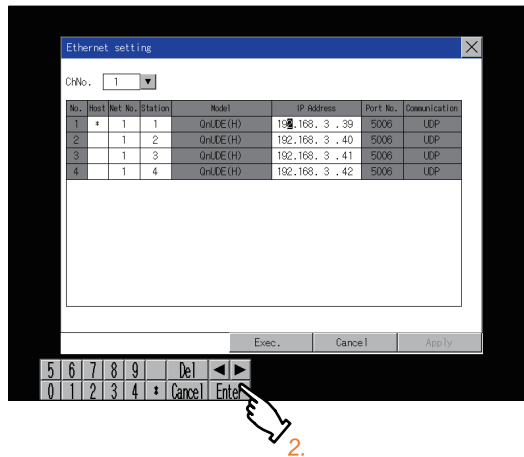 Ethernet setting
ChNo. 1
No. Host Net No. Station Model IP Address Port No. Communication
1 * 1 1 QnUDE(H) 192.168. 3 . 39 5006 UDP
2 1 2 QnUDE(H) 192.168. 3 . 40 5006 UDP
3 1 3 QnUDE(H) 192.168. 3 . 41 5006 UDP
4 1 4 QnUDE(H) 192.168. 3 . 42 5006 UDP
Exec. Cancel Apply
5 6 7 8 9 Del ◀ ▶
0 1 2 3 4 * Cancel Enter
2.